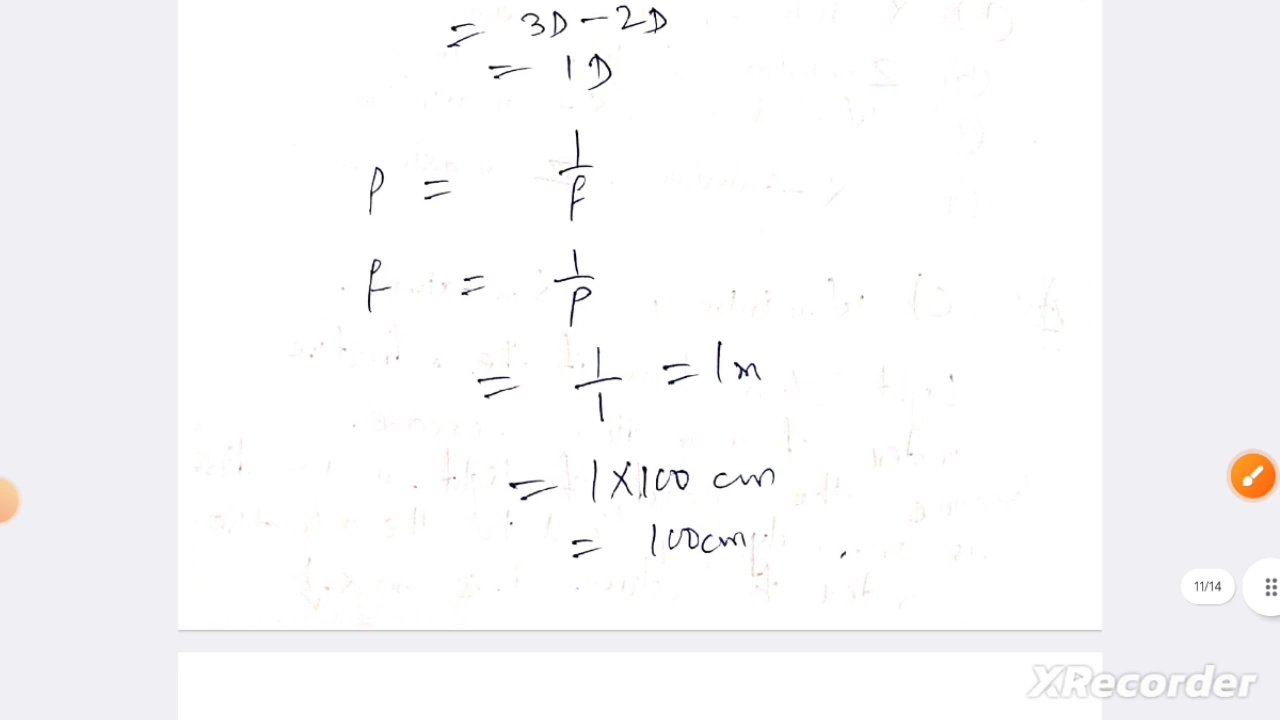 = 3D - 2D
= 1D
P = 1/f
f = 1/P
= 1/1 = 1m
= 1 X 100 cm
= 100cm
11/14
XRecorder